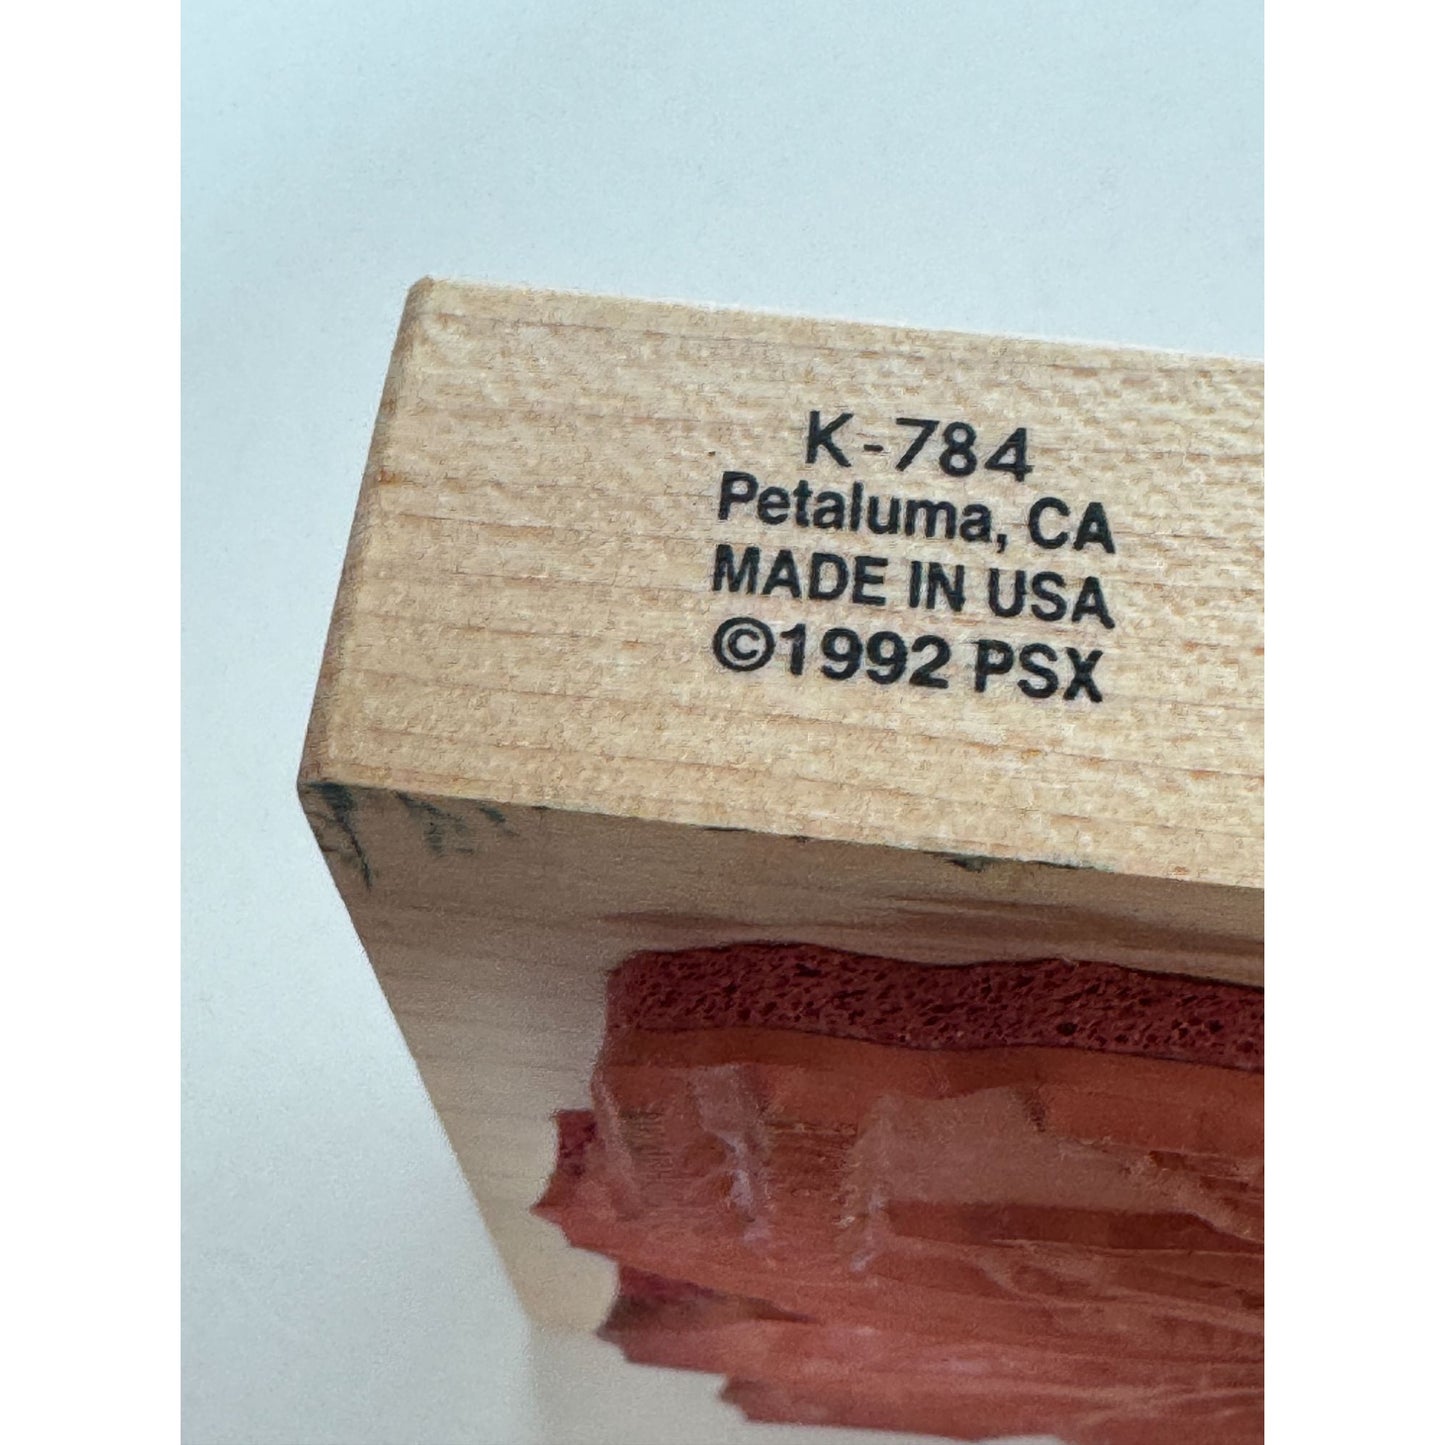 K-784
Petaluma, CA
MADE IN USA
©1992 PSX